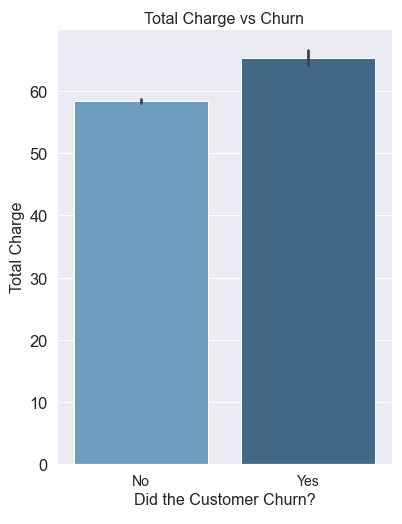 Total Charge vs Churn
Total Charge
60
50
40
30
20
10
0
No
Yes
Did the Customer Churn?